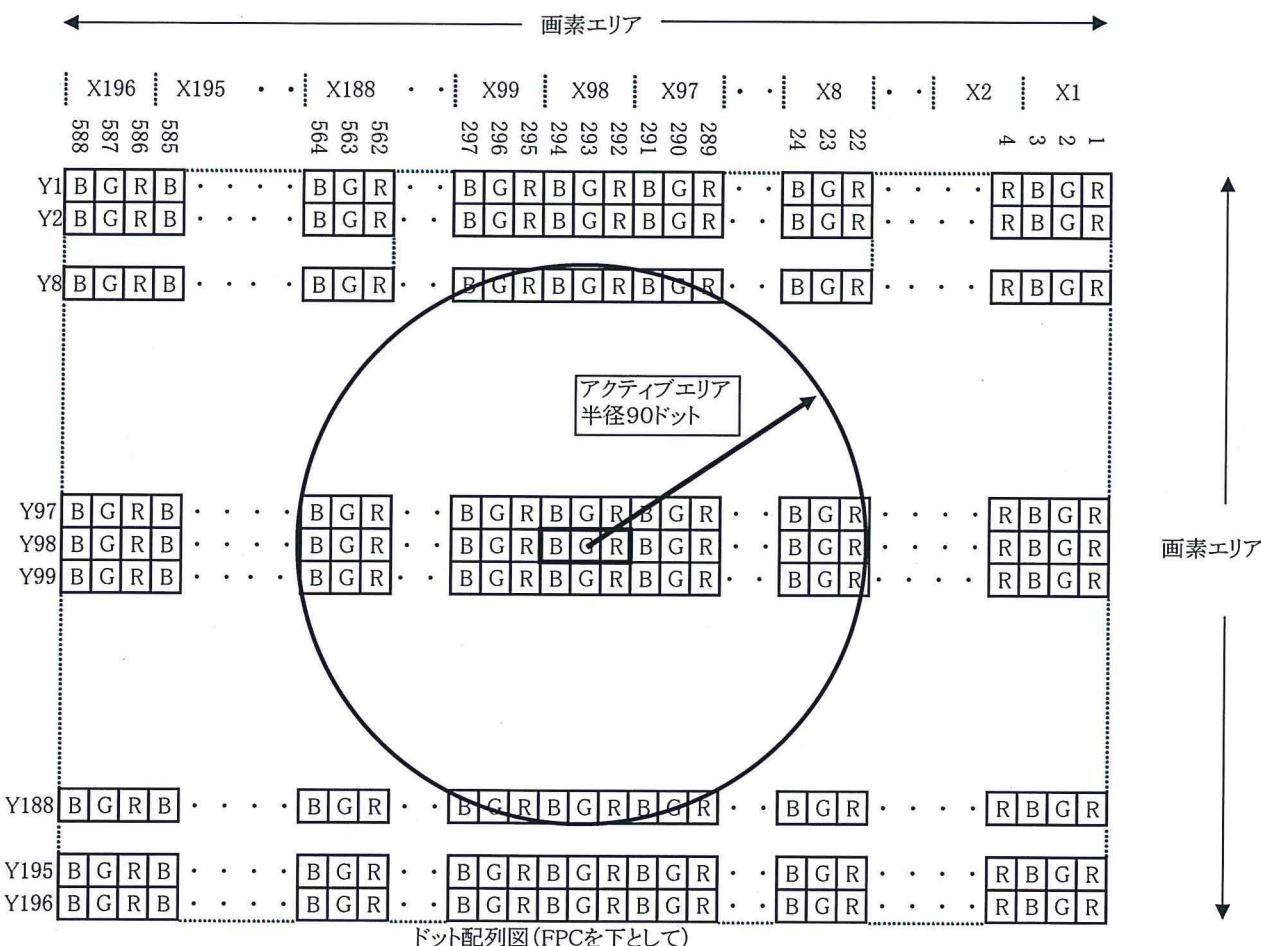 画素エリア
X196 X195 ・ ・ X188 ・ ・ X99 X98 X97 ・ ・ X8 ・ ・ X2 X1
588 587 586 585 564 563 562 297 296 295 294 293 292 291 290 289 24 23 22 4 3 2 1
Y1 B G R B ・ ・ ・ ・ B G R ・ ・ B G R B G R B G R ・ ・ B G R ・ ・ ・ ・ R B G R
Y2 B G R B ・ ・ ・ ・ B G R ・ ・ B G R B G R B G R ・ ・ B G R ・ ・ ・ ・ R B G R
Y8 B G R B ・ ・ ・ ・ B G R ・ ・ B G R B G R B G R ・ ・ B G R ・ ・ ・ ・ R B G R
アクティブエリア
半径90ドット
Y97 B G R B ・ ・ ・ ・ B G R ・ ・ B G R B G R B G R ・ ・ B G R ・ ・ ・ ・ R B G R
Y98 B G R B ・ ・ ・ ・ B G R ・ ・ B G R B G R B G R ・ ・ B G R ・ ・ ・ ・ R B G R
Y99 B G R B ・ ・ ・ ・ B G R ・ ・ B G R B G R B G R ・ ・ B G R ・ ・ ・ ・ R B G R
画素エリア
Y188 B G R B ・ ・ ・ ・ B G R ・ ・ B G R B G R B G R ・ ・ B G R ・ ・ ・ ・ R B G R
Y195 B G R B ・ ・ ・ ・ B G R ・ ・ B G R B G R B G R ・ ・ B G R ・ ・ ・ ・ R B G R
Y196 B G R B ・ ・ ・ ・ B G R ・ ・ B G R B G R B G R ・ ・ B G R ・ ・ ・ ・ R B G R
ドット配列図(FPCを下として)